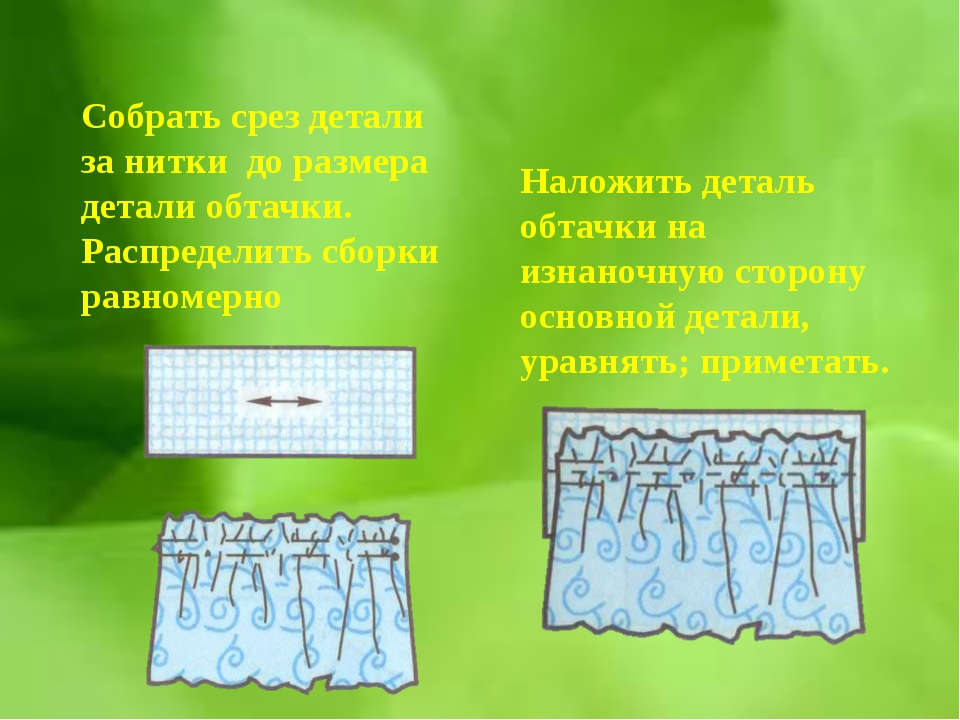 Собрать срез детали
за нитки до размера
детали обтачки.
Распределить сборки
равномерно
Наложить деталь
обтачки на
изнаночную сторону
основной детали,
уравнять; приметать.